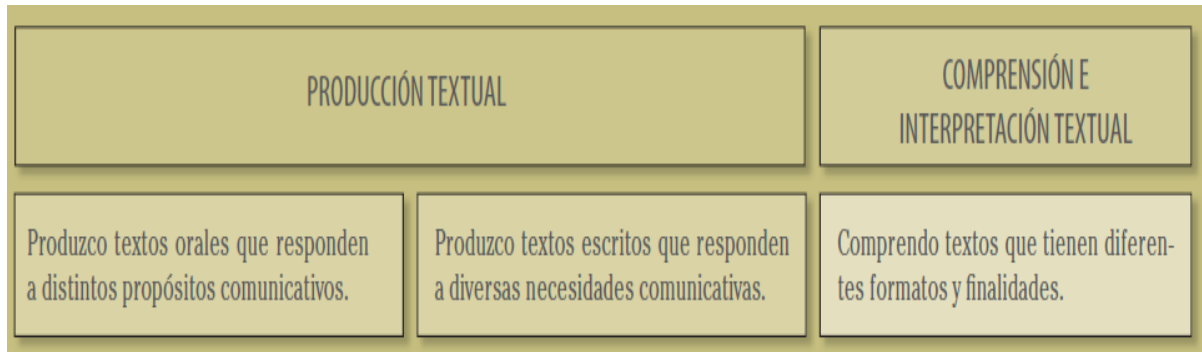 PRODUCCIÓN TEXTUAL
COMPRENSIÓN E
INTERPRETACIÓN TEXTUAL
Produzco textos orales que responden
a distintos propósitos comunicativos.
Produzco textos escritos que responden
a diversas necesidades comunicativas.
Comprendo textos que tienen diferen-
tes formatos y finalidades.